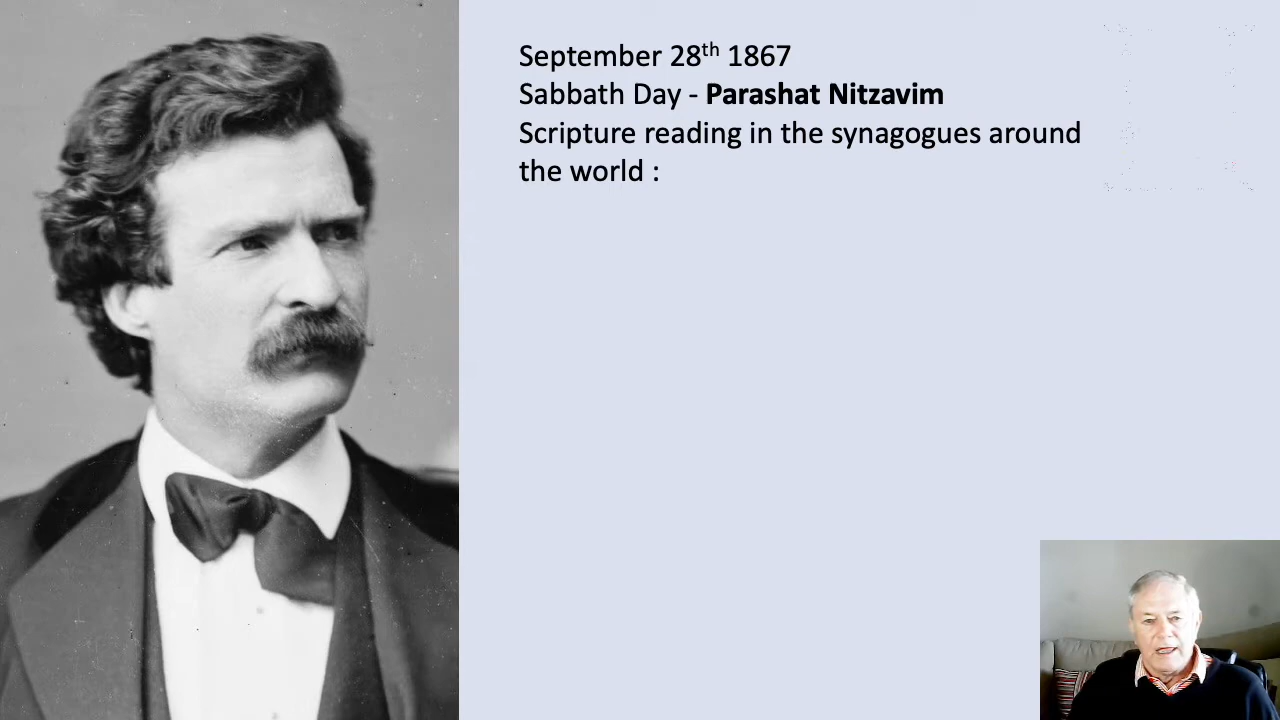 September 28th 1867
Sabbath Day - Parashat Nitzavim
Scripture reading in the synagogues around
the world :